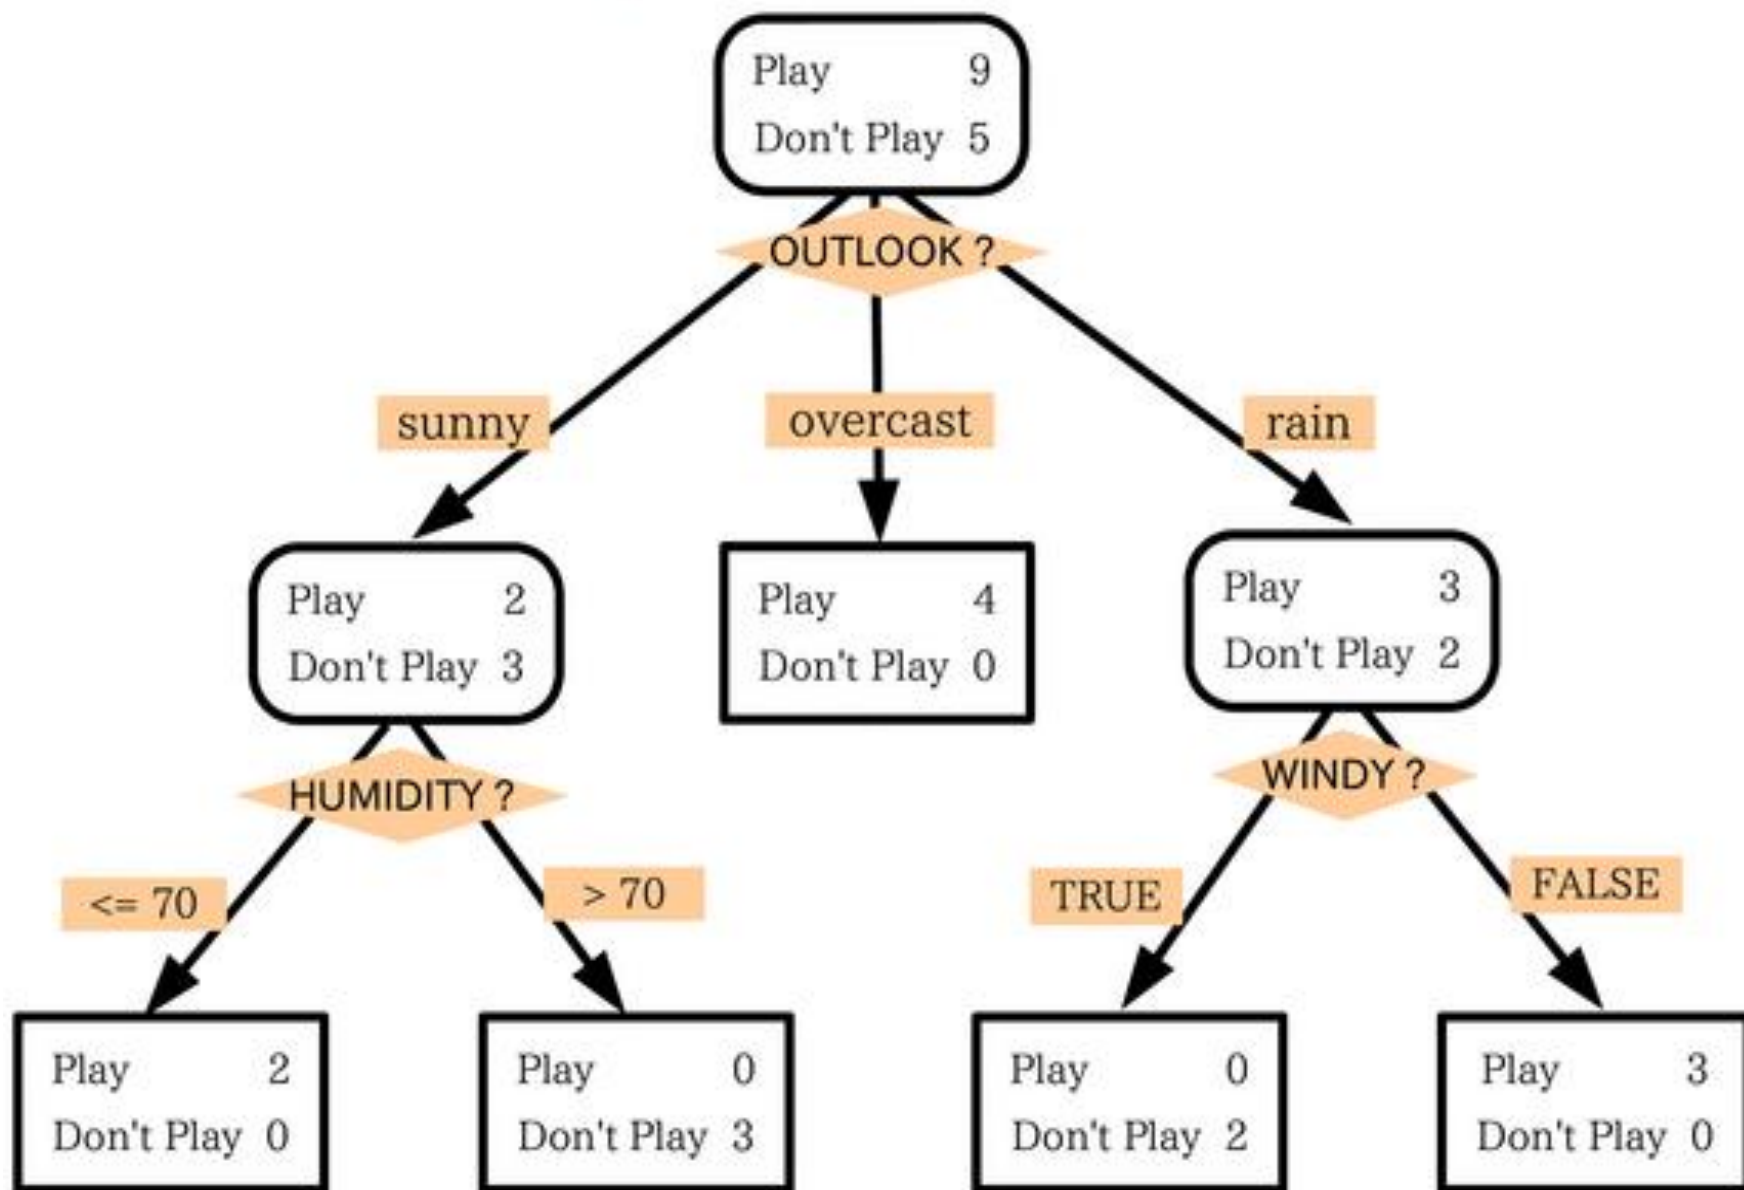 Play 9
Don't Play 5
OUTLOOK ?
sunny
overcast
rain
Play 2
Don't Play 3
Play 4
Don't Play 0
Play 3
Don't Play 2
HUMIDITY ?
WINDY ?
<= 70
> 70
TRUE
FALSE
Play 2
Don't Play 0
Play 0
Don't Play 3
Play 0
Don't Play 2
Play 3
Don't Play 0